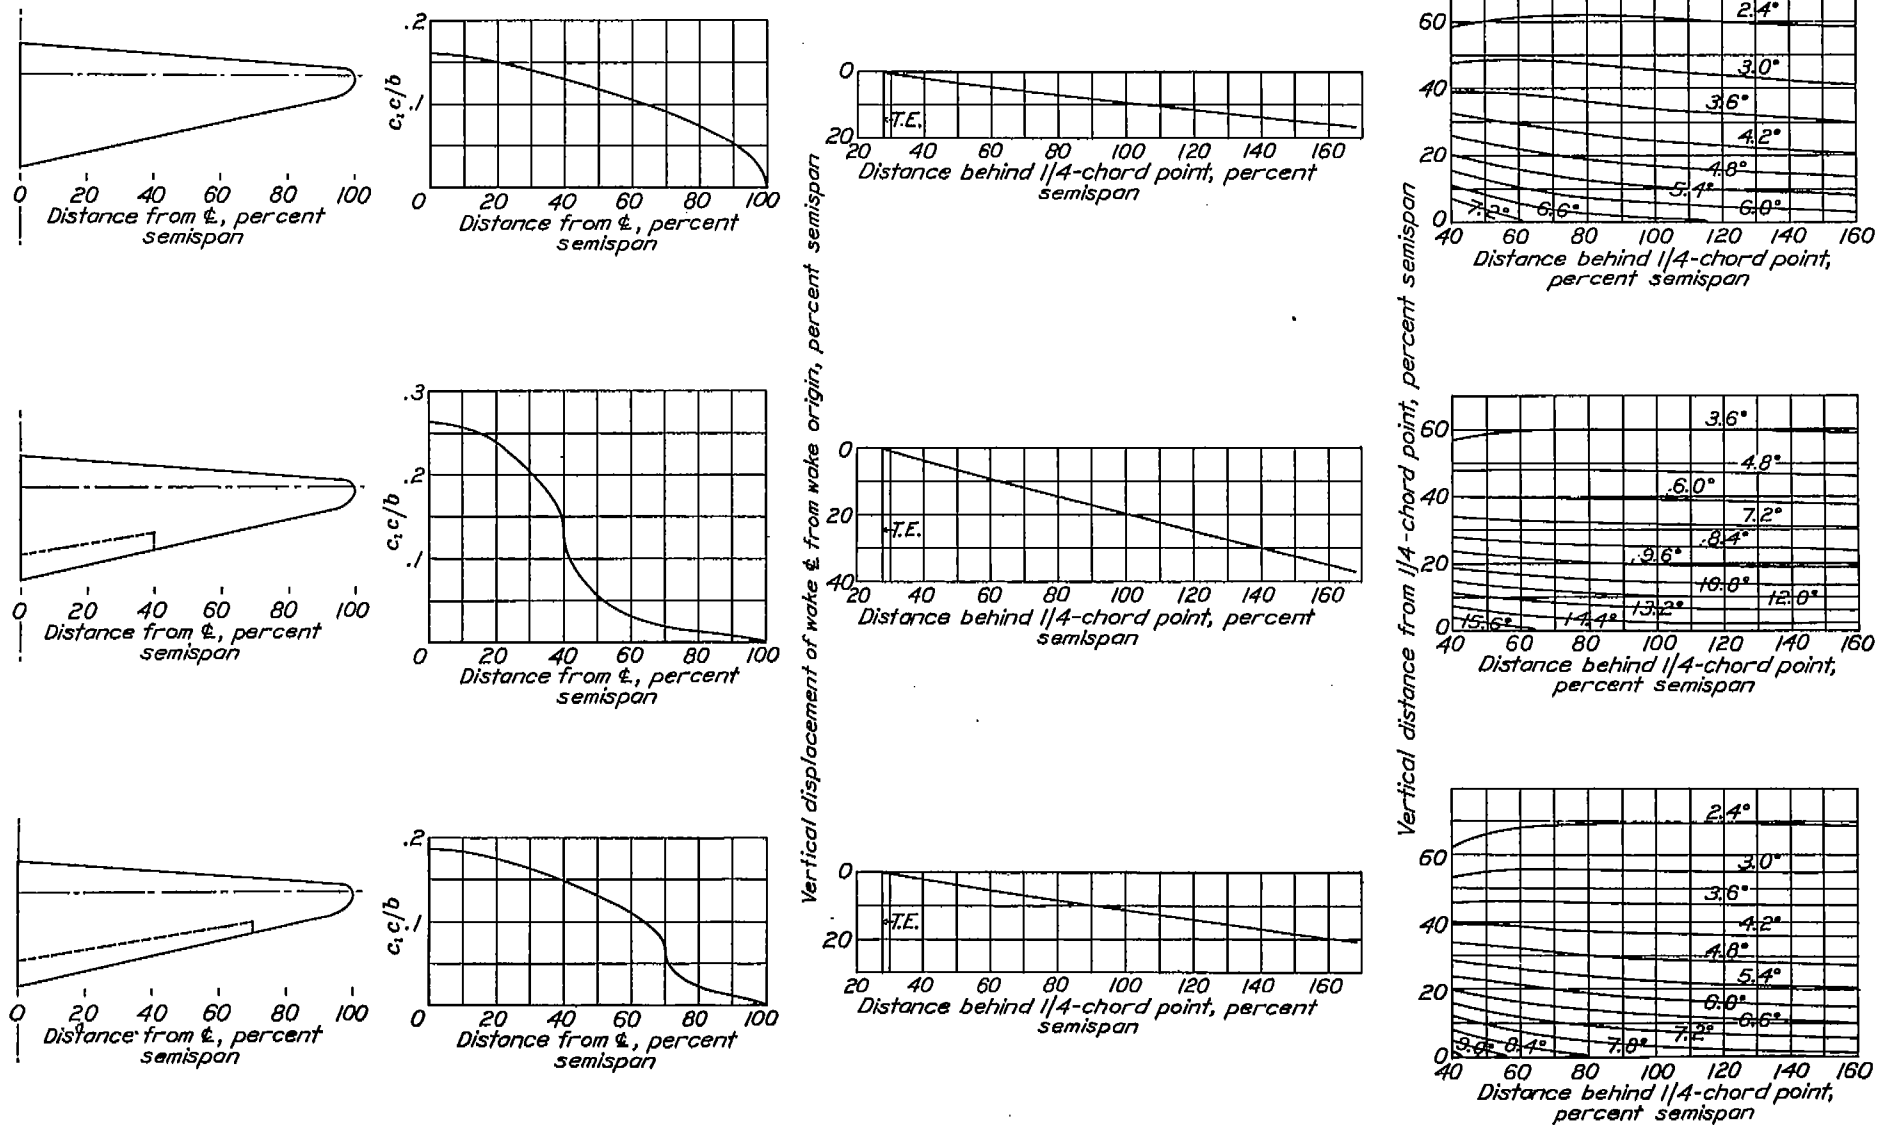 0 20 40 60 80 100
Distance from ℄, percent
semispan
.2
.1
c_l c/b
0 20 40 60 80 100
Distance from ℄, percent
semispan
Vertical displacement of wake ℄ from wake origin, percent semispan
0
20
T.E.
20 40 60 80 100 120 140 160
Distance behind 1/4-chord point, percent
semispan
Vertical distance from 1/4-chord point, percent semispan
60
40
20
0
2.4°
3.0°
3.6°
4.2°
4.8°
5.4°
6.0°
6.6°
7.2°
40 60 80 100 120 140 160
Distance behind 1/4-chord point,
percent semispan
0 20 40 60 80 100
Distance from ℄, percent
semispan
.3
.2
.1
c_l c/b
0 20 40 60 80 100
Distance from ℄, percent
semispan
0
20
40
T.E.
20 40 60 80 100 120 140 160
Distance behind 1/4-chord point, percent
semispan
60
40
20
0
3.6°
4.8°
6.0°
7.2°
8.4°
9.6°
10.8°
12.0°
13.2°
14.4°
15.6°
40 60 80 100 120 140 160
Distance behind 1/4-chord point,
percent semispan
0 20 40 60 80 100
Distance from ℄, percent
semispan
.2
.1
c_l c/b
0 20 40 60 80 100
Distance from ℄, percent
semispan
0
20
T.E.
20 40 60 80 100 120 140 160
Distance behind 1/4-chord point, percent
semispan
60
40
20
0
2.4°
3.0°
3.6°
4.2°
4.8°
5.4°
6.0°
6.6°
7.2°
7.8°
8.4°
9.0°
40 60 80 100 120 140 160
Distance behind 1/4-chord point,
percent semispan